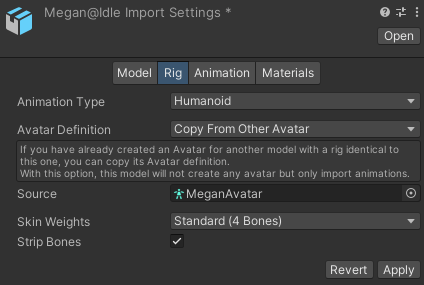 Megan@Idle Import Settings *
Open
Model Rig Animation Materials
Animation Type Humanoid
Avatar Definition Copy From Other Avatar
If you have already created an Avatar for another model with a rig identical to
this one, you can copy its Avatar definition.
With this option, this model will not create any avatar but only import animations.
Source MeganAvatar
Skin Weights Standard (4 Bones)
Strip Bones
Revert Apply